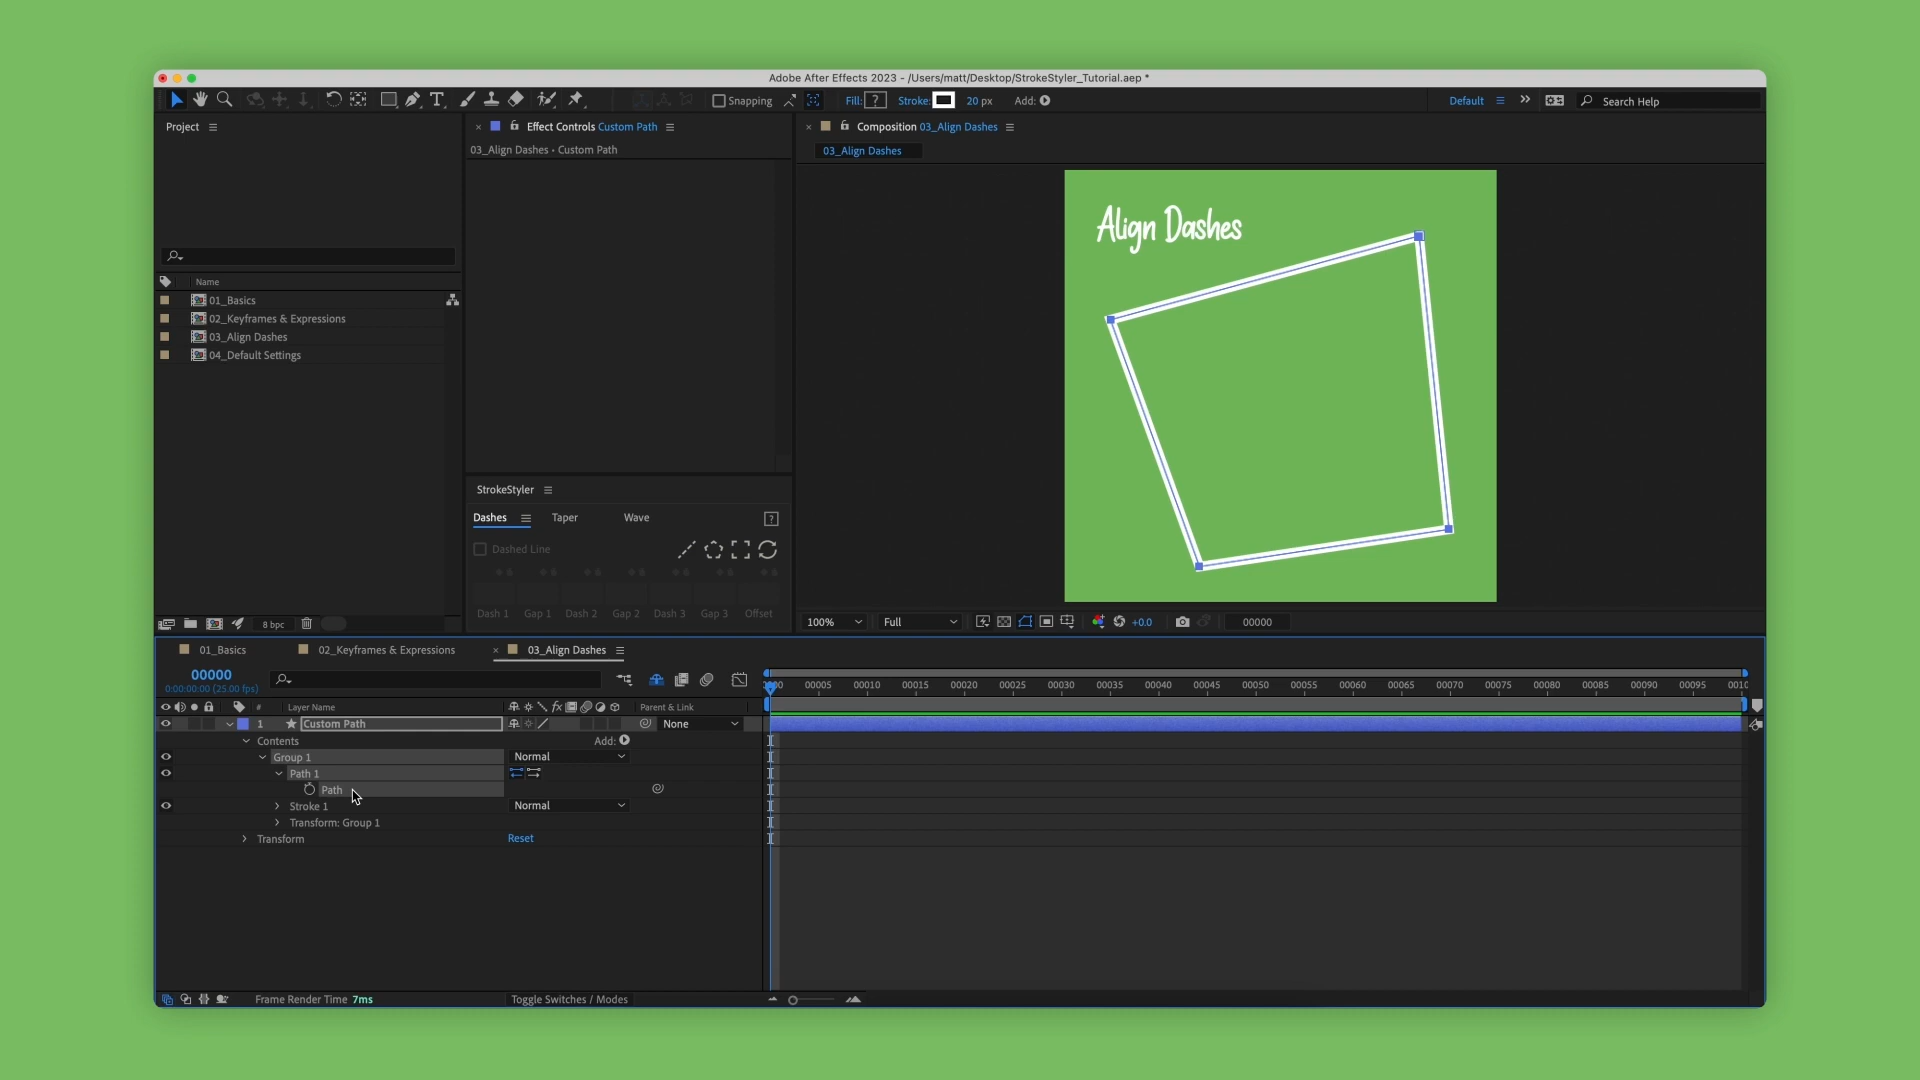 Adobe After Effects 2023 - /Users/matt/Desktop/StrokeStyler_Tutorial.aep *
Snapping
Fill: ?
Stroke:
20 px
Add:
Default
Search Help
Project
Effect Controls Custom Path
Composition 03_Align Dashes
03_Align Dashes • Custom Path
03_Align Dashes
Align Dashes
Name
01_Basics
02_Keyframes & Expressions
03_Align Dashes
04_Default Settings
StrokeStyler
Dashes
Taper
Wave
?
Dashed Line
Dash 1
Gap 1
Dash 2
Gap 2
Dash 3
Gap 3
Offset
8 bpc
100%
Full
+0.0
00000
01_Basics
02_Keyframes & Expressions
03_Align Dashes
00000
0:00:00:00 (25.00 fps)
00005
00010
00015
00020
00025
00030
00035
00040
00045
00050
00055
00060
00065
00070
00075
00080
00085
00090
00095
#
Layer Name
fx
Parent & Link
1
Custom Path
None
Contents
Add:
Group 1
Normal
Path 1
Path
Stroke 1
Normal
Transform: Group 1
Transform
Reset
Frame Render Time 7ms
Toggle Switches / Modes